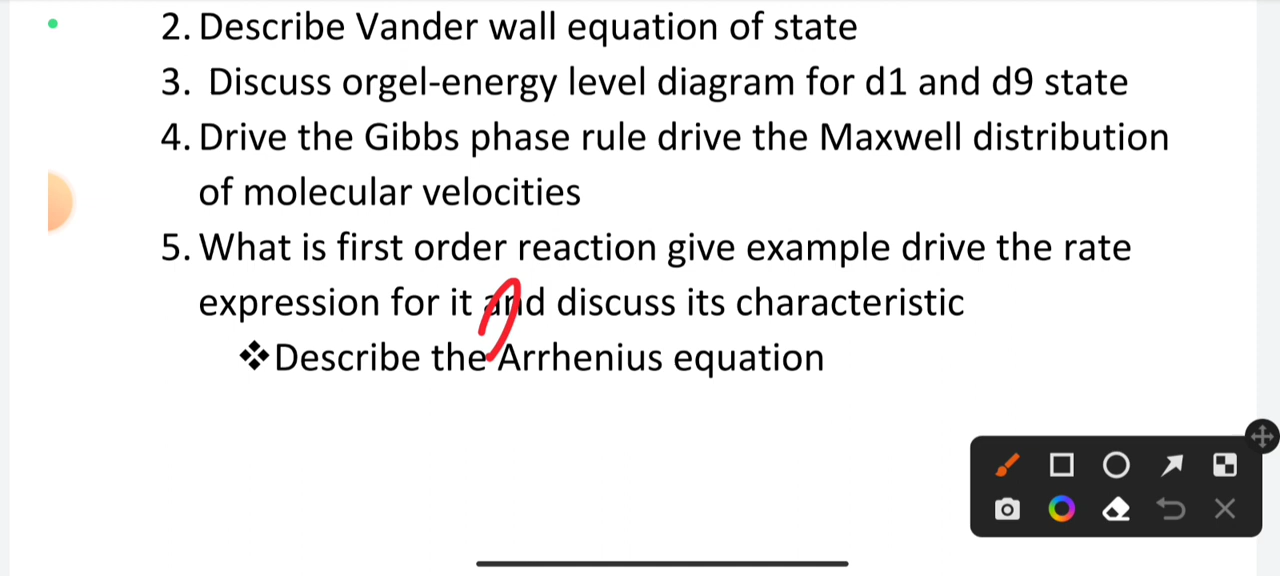 2. Describe Vander wall equation of state
3. Discuss orgel-energy level diagram for d1 and d9 state
4. Drive the Gibbs phase rule drive the Maxwell distribution
of molecular velocities
5. What is first order reaction give example drive the rate
expression for it and discuss its characteristic
❖ Describe the Arrhenius equation